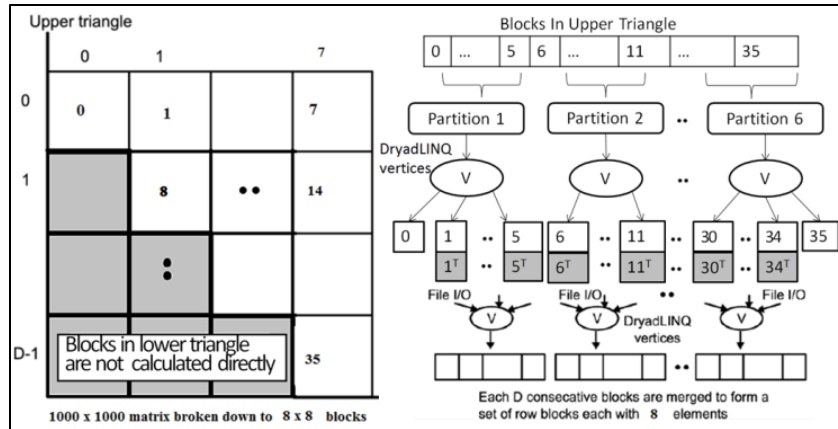 Upper triangle
0 1 7
0 0 1 7
1 8 •• 14
:
D-1 35
Blocks in lower triangle
are not calculated directly
1000 x 1000 matrix broken down to 8 x 8 blocks
Blocks In Upper Triangle
0 ... 5 6 ... 11 ... 35
Partition 1 Partition 2 •• Partition 6
DryadLINQ
vertices
V V •• V
0 1 •• 5 6 •• 11 •• 30 •• 34 35
1ᵀ •• 5ᵀ 6ᵀ •• 11ᵀ •• 30ᵀ •• 34ᵀ
File I/O File I/O •• File I/O
V V V
DryadLINQ
vertices
••
Each D consecutive blocks are merged to form a
set of row blocks each with 8 elements